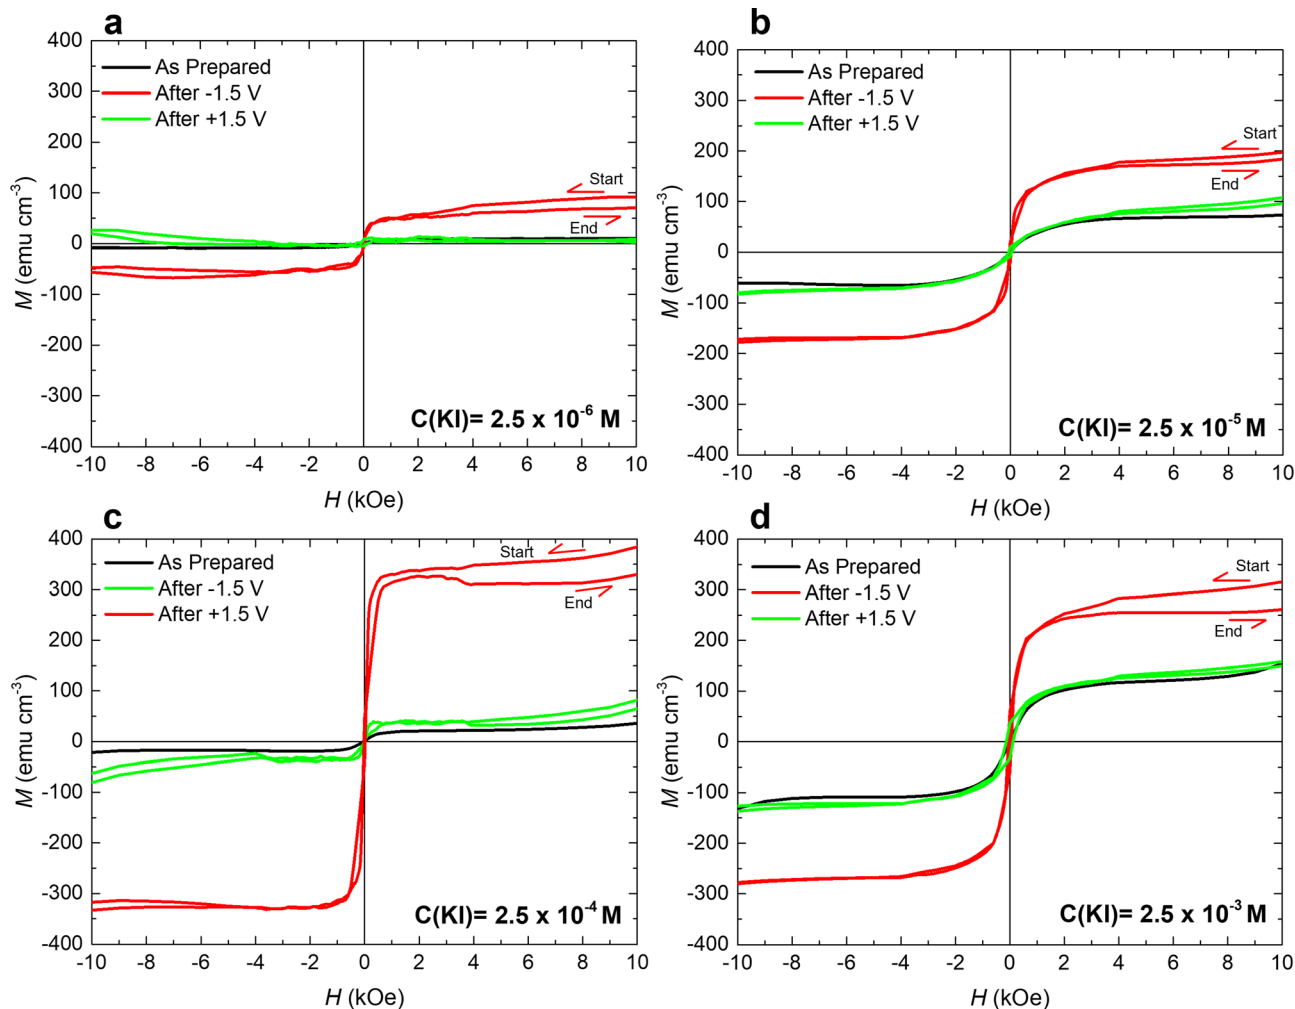 a
400
300
200
100
0
-100
-200
-300
-400
M (emu cm-3)
As Prepared
After -1.5 V
After +1.5 V
Start
End
C(KI)= 2.5 x 10-6 M
-10 -8 -6 -4 -2 0 2 4 6 8 10
H (kOe)
b
400
300
200
100
0
-100
-200
-300
-400
M (emu cm-3)
As Prepared
After -1.5 V
After +1.5 V
Start
End
C(KI)= 2.5 x 10-5 M
-10 -8 -6 -4 -2 0 2 4 6 8 10
H (kOe)
c
400
300
200
100
0
-100
-200
-300
-400
M (emu cm-3)
As Prepared
After -1.5 V
After +1.5 V
Start
End
C(KI)= 2.5 x 10-4 M
-10 -8 -6 -4 -2 0 2 4 6 8 10
H (kOe)
d
400
300
200
100
0
-100
-200
-300
-400
M (emu cm-3)
As Prepared
After -1.5 V
After +1.5 V
Start
End
C(KI)= 2.5 x 10-3 M
-10 -8 -6 -4 -2 0 2 4 6 8 10
H (kOe)